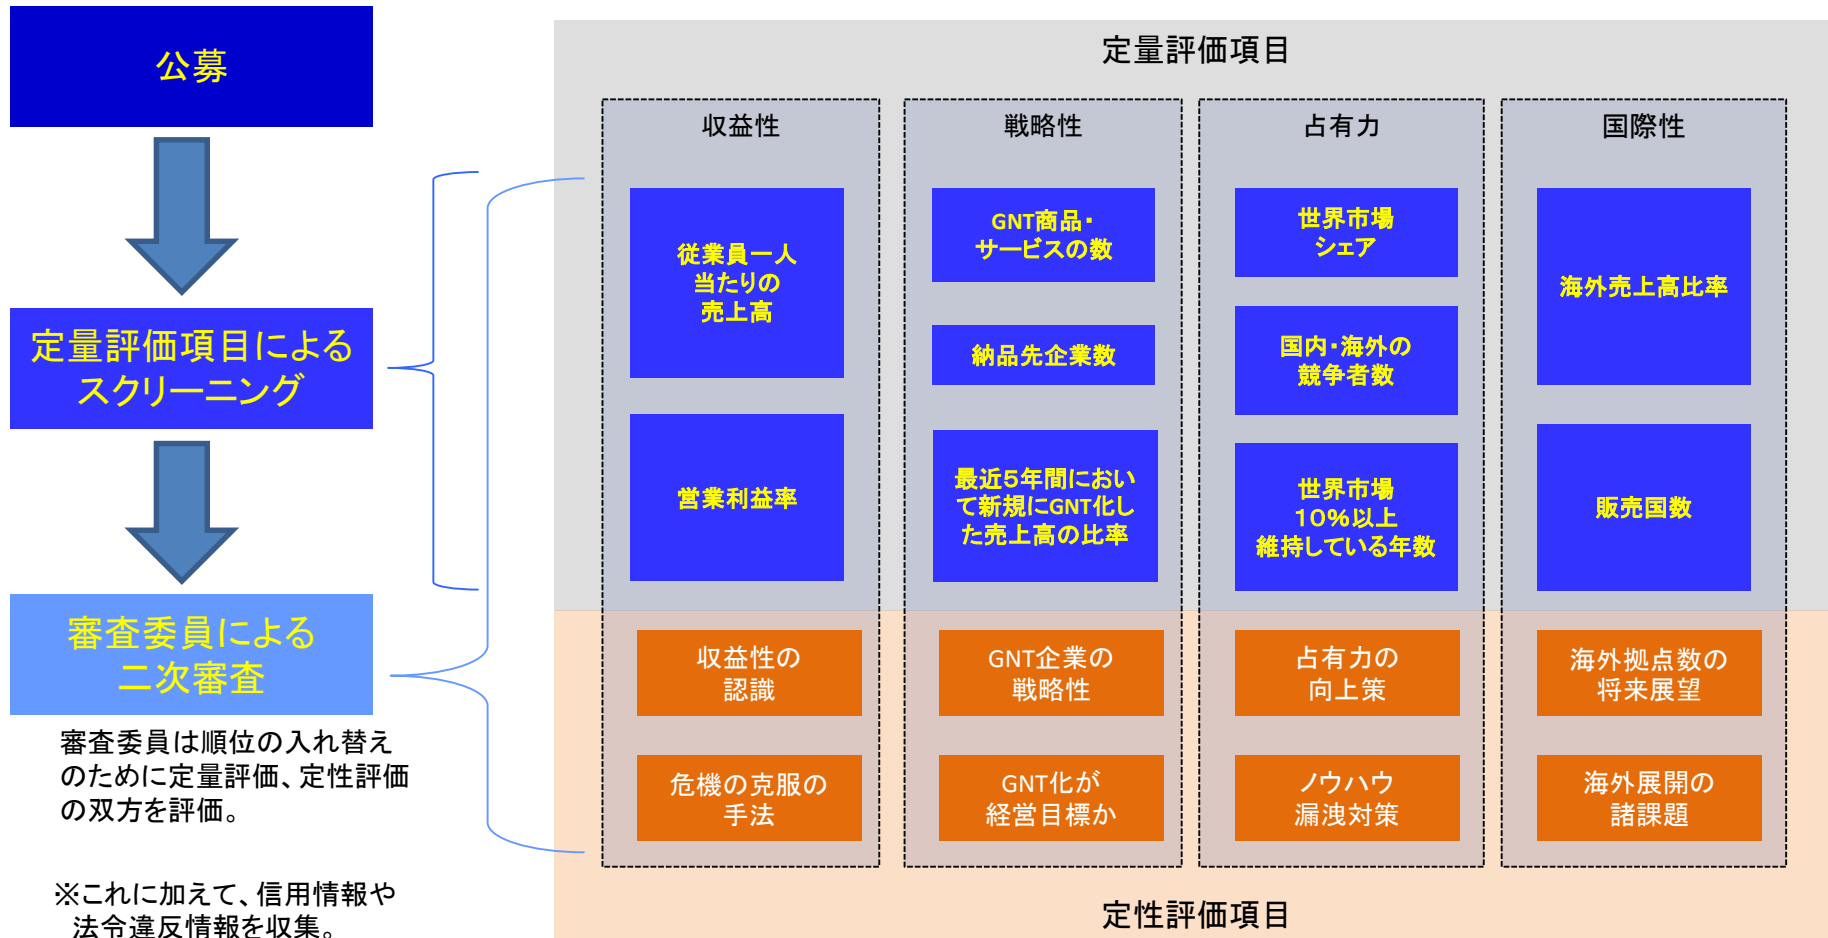 公募
定量評価項目による
スクリーニング
審査委員による
二次審査
審査委員は順位の入れ替え
のために定量評価、定性評価
の双方を評価。
※これに加えて、信用情報や
法令違反情報を収集。
定量評価項目
収益性
従業員一人
当たりの
売上高
営業利益率
収益性の
認識
危機の克服の
手法
戦略性
GNT商品・
サービスの数
納品先企業数
最近5年間におい
て新規にGNT化し
た売上高の比率
GNT企業の
戦略性
GNT化が
経営目標か
占有力
世界市場
シェア
国内・海外の
競争者数
世界市場
10%以上
維持している年数
占有力の
向上策
ノウハウ
漏洩対策
国際性
海外売上高比率
販売国数
海外拠点数の
将来展望
海外展開の
諸課題
定性評価項目